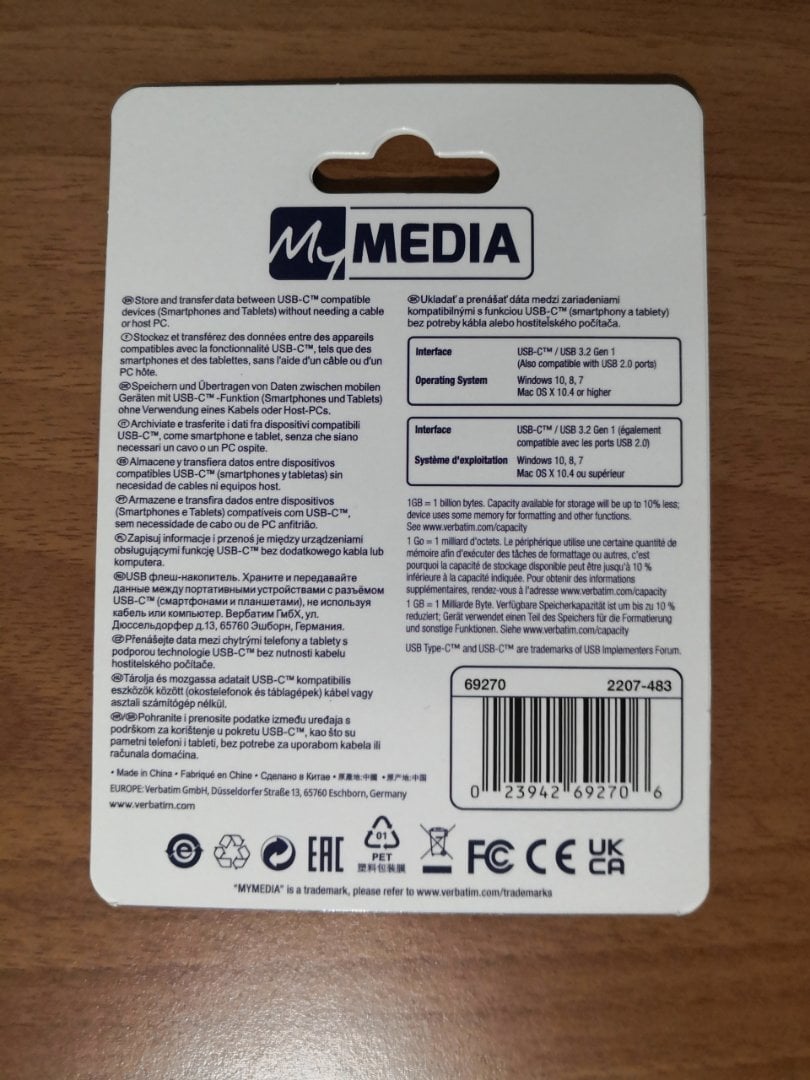 My MEDIA
EN Store and transfer data between USB-C™ compatible
devices (Smartphones and Tablets) without needing a cable
or host PC.
F Stockez et transférez des données entre des appareils
compatibles avec la fonctionnalité USB-C™, tels que des
smartphones et des tablettes, sans l'aide d'un câble ou d'un
PC hôte.
Speichern und Übertragen von Daten zwischen mobilen
Geräten mit USB-C™ -Funktion (Smartphones und Tablets)
ohne Verwendung eines Kabels oder Host-PCs.
IT Archiviate e trasferite i dati fra dispositivi compatibili
USB-C™, come smartphone e tablet, senza che siano
necessari un cavo o un PC ospite.
Almacene y transfiera datos entre dispositivos
compatibles USB-C™ (smartphones y tabletas) sin
necesidad de cables ni equipos host.
PT Armazene e transfira dados entre dispositivos
(Smartphones e Tablets) compatíveis com USB-C™,
sem necessidade de cabo ou de PC anfitrião.
PL Zapisuj informacje i przenoś je między urządzeniami
obsługującymi funkcję USB-C™ bez dodatkowego kabla lub
komputera.
USB флеш-накопитель. Храните и передавайте
данные между портативными устройствами с разъёмом
USB-C™ (смартфонами и планшетами), не используя
кабель или компьютер. Вербатим ГмбХ, ул.
Дюссельдорфер д.13, 65760 Эшборн, Германия.
Přenášejte data mezi chytrými telefony a tablety s
podporou technologie USB-C™ bez nutnosti kabelu
hostitelského počítače.
Tárolja és mozgassa adatait USB-C™ kompatibilis
eszközök között (okostelefonok és táblagépek) kábel vagy
asztali számítógép nélkül.
Pohranite i prenosite podatke između uređaja s
podrškom za korištenje u pokretu USB-C™, kao što su
pametni telefoni i tableti, bez potrebe za uporabom kabela ili
računala domaćina.
• Made in China • Fabriqué en Chine • Сделано в Китае • 原產地:中國 • 原产地:中国
EUROPE: Verbatim GmbH, Düsseldorfer Straße 13, 65760 Eschborn, Germany
www.verbatim.com
SK Ukladať a prenášať dáta medzi zariadeniami
kompatibilnými s funkciou USB-C™ (smartphony a tablety)
bez potreby kábla alebo hostiteľského počítača.
Interface USB-C™ / USB 3.2 Gen 1
(Also compatible with USB 2.0 ports)
Operating System Windows 10, 8, 7
Mac OS X 10.4 or higher
Interface USB-C™ / USB 3.2 Gen 1 (également
compatible avec les ports USB 2.0)
Système d'exploitation Windows 10, 8, 7
Mac OS X 10.4 ou supérieur
1GB = 1 billion bytes. Capacity available for storage will be up to 10% less;
device uses some memory for formatting and other functions.
See www.verbatim.com/capacity
1 Go = 1 milliard d'octets. Le périphérique utilise une certaine quantité de
mémoire afin d'exécuter des tâches de formattage ou autres, c'est
pourquoi la capacité de stockage disponible peut être jusqu'à 10 %
inférieure à la capacité indiquée. Pour obtenir des informations
supplémentaires, rendez-vous à l'adresse www.verbatim.com/capacity
1 GB = 1 Milliarde Byte. Verfügbare Speicherkapazität ist um bis zu 10 %
reduziert; Gerät verwendet einen Teil des Speichers für die Formatierung
und sonstige Funktionen. Siehe www.verbatim.com/capacity
USB Type-C™ and USB-C™ are trademarks of USB Implementers Forum.
69270 2207-483
0 23942 69270 6
EAC 01 PET 塑料包装膜 FC CE UK CA
"MYMEDIA" is a trademark, please refer to www.verbatim.com/trademarks